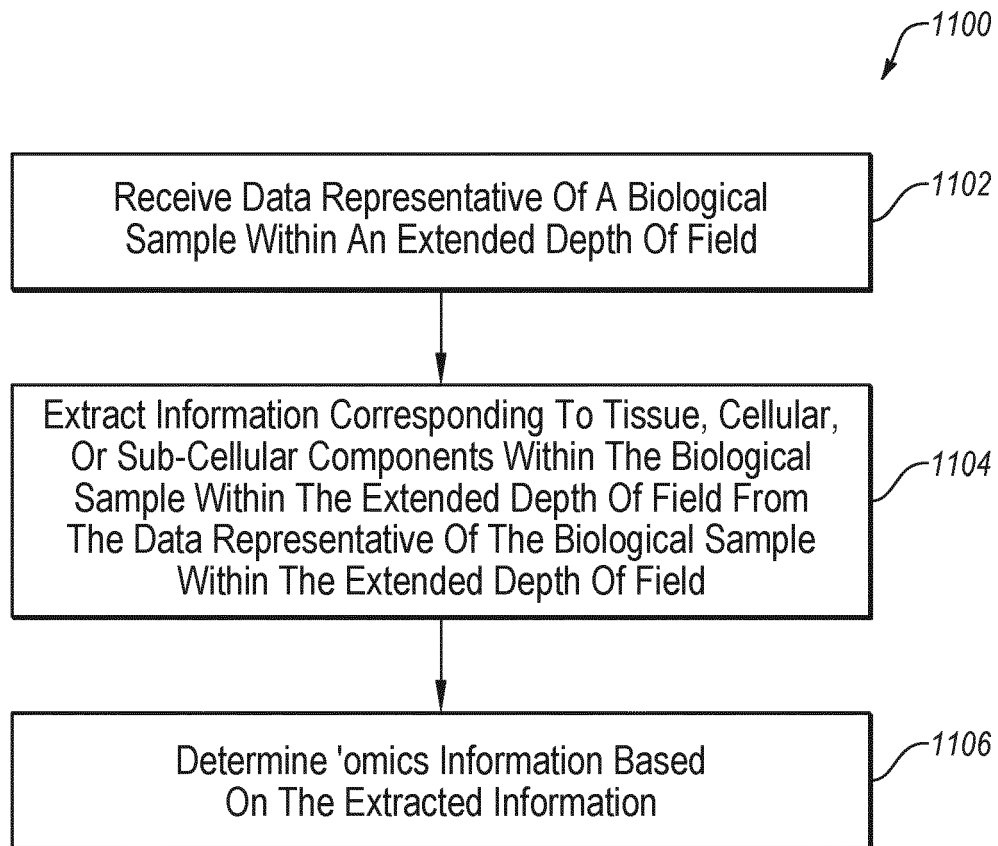 1100
Receive Data Representative Of A Biological
Sample Within An Extended Depth Of Field
1102
Extract Information Corresponding To Tissue, Cellular,
Or Sub-Cellular Components Within The Biological
Sample Within The Extended Depth Of Field From
The Data Representative Of The Biological Sample
Within The Extended Depth Of Field
1104
Determine 'omics Information Based
On The Extracted Information
1106